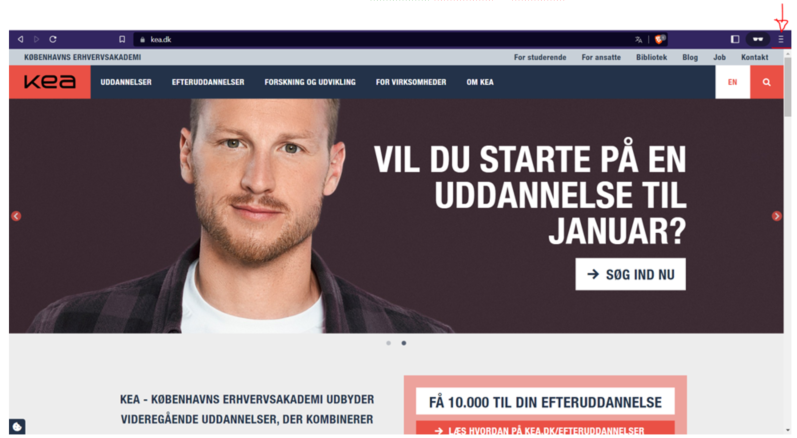 kea.dk
KØBENHAVNS ERHVERVSAKADEMI
For studerende For ansatte Bibliotek Blog Job Kontakt
kea UDDANNELSER EFTERUDDANNELSER FORSKNING OG UDVIKLING FOR VIRKSOMHEDER OM KEA EN
VIL DU STARTE PÅ EN
UDDANNELSE TIL
JANUAR?
→ SØG IND NU
KEA - KØBENHAVNS ERHVERVSAKADEMI UDBYDER
VIDEREGÅENDE UDDANNELSER, DER KOMBINERER
FÅ 10.000 TIL DIN EFTERUDDANNELSE
→ LÆS HVORDAN PÅ KEA.DK/EFTERUDDANNELSER